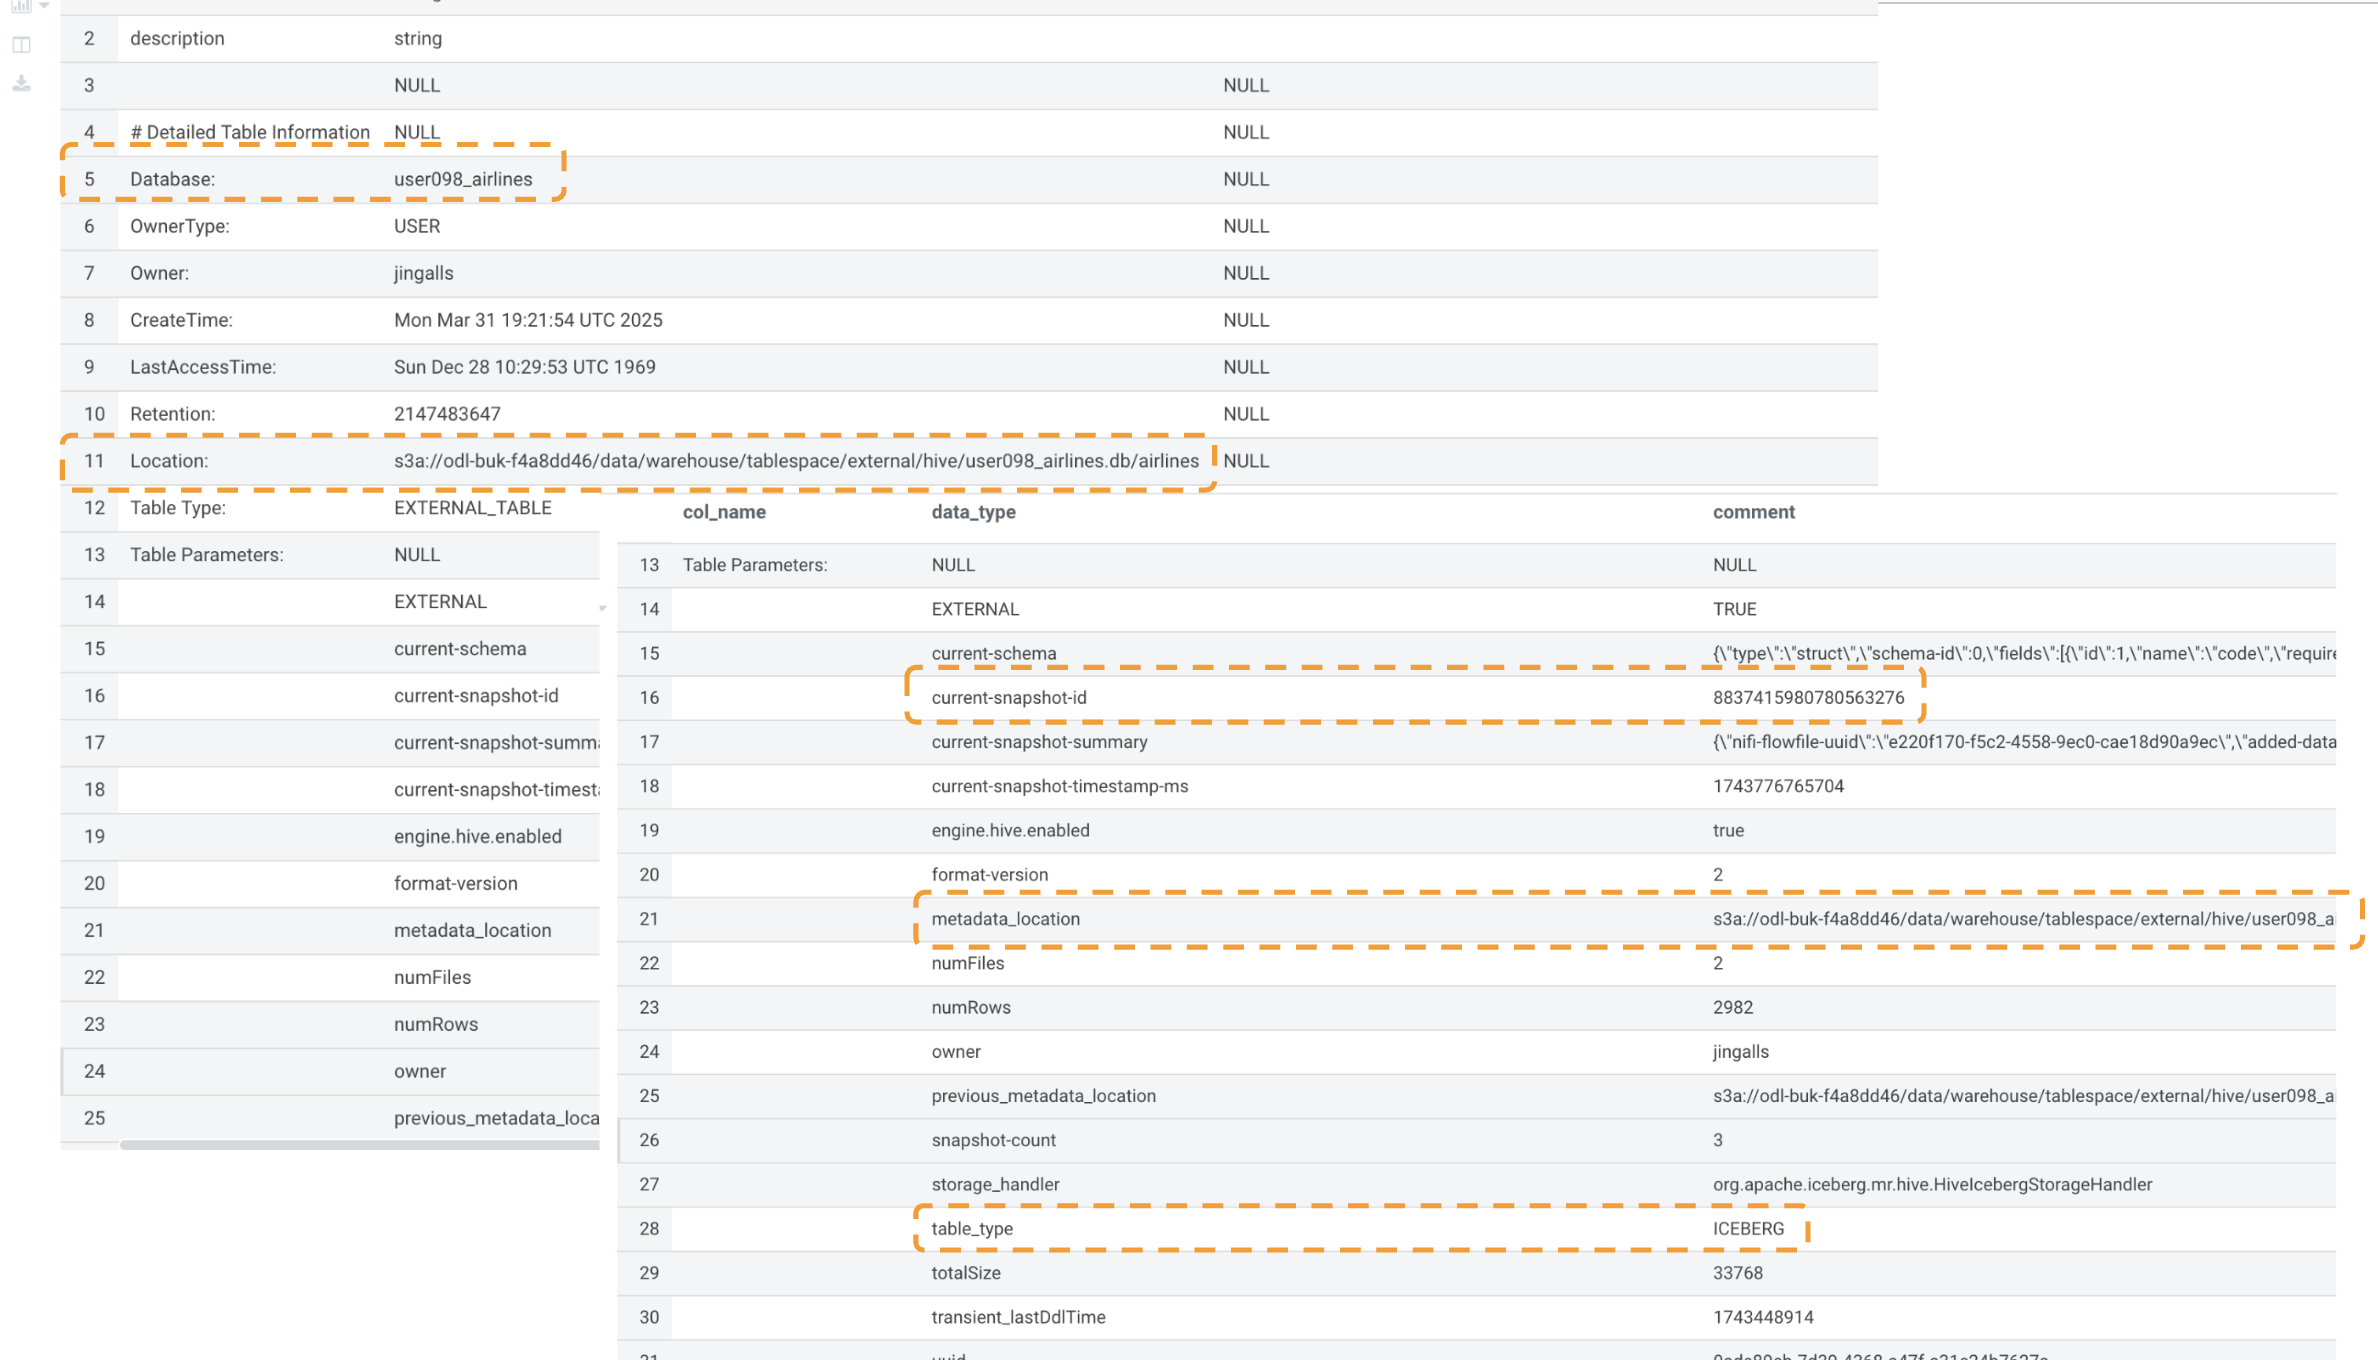 2 description string
3 NULL NULL
4 # Detailed Table Information NULL NULL
5 Database: user098_airlines NULL
6 OwnerType: USER NULL
7 Owner: jingalls NULL
8 CreateTime: Mon Mar 31 19:21:54 UTC 2025 NULL
9 LastAccessTime: Sun Dec 28 10:29:53 UTC 1969 NULL
10 Retention: 2147483647 NULL
11 Location: s3a://odl-buk-f4a8dd46/data/warehouse/tablespace/external/hive/user098_airlines.db/airlines NULL
12 Table Type: EXTERNAL_TABLE
13 Table Parameters: NULL
14 EXTERNAL
15 current-schema
16 current-snapshot-id
17 current-snapshot-summa
18 current-snapshot-timesta
19 engine.hive.enabled
20 format-version
21 metadata_location
22 numFiles
23 numRows
24 owner
25 previous_metadata_loca
col_name data_type comment
13 Table Parameters: NULL NULL
14 EXTERNAL TRUE
15 current-schema {\"type\":\"struct\",\"schema-id\":0,\"fields\":[{\"id\":1,\"name\":\"code\",\"require
16 current-snapshot-id 8837415980780563276
17 current-snapshot-summary {\"nifi-flowfile-uuid\":\"e220f170-f5c2-4558-9ec0-cae18d90a9ec\",\"added-data
18 current-snapshot-timestamp-ms 1743776765704
19 engine.hive.enabled true
20 format-version 2
21 metadata_location s3a://odl-buk-f4a8dd46/data/warehouse/tablespace/external/hive/user098_a
22 numFiles 2
23 numRows 2982
24 owner jingalls
25 previous_metadata_location s3a://odl-buk-f4a8dd46/data/warehouse/tablespace/external/hive/user098_a
26 snapshot-count 3
27 storage_handler org.apache.iceberg.mr.hive.HiveIcebergStorageHandler
28 table_type ICEBERG
29 totalSize 33768
30 transient_lastDdlTime 1743448914
31 uuid